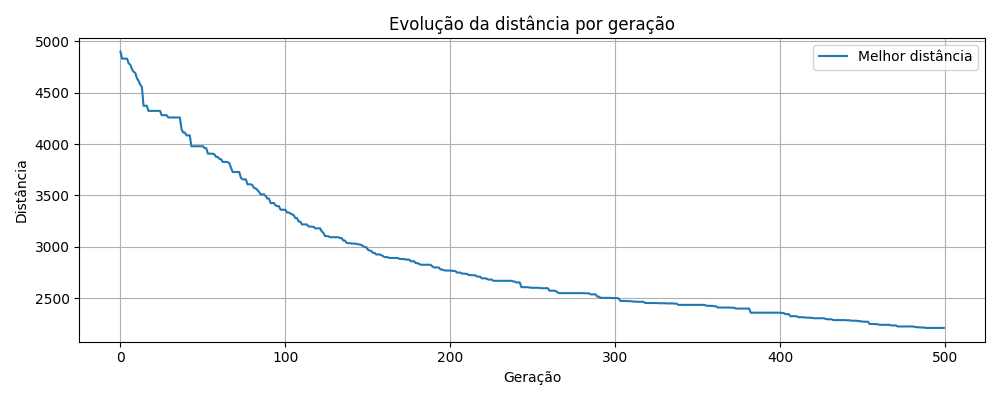 Evolução da distância por geração
Melhor distância
Distância
5000
4500
4000
3500
3000
2500
0 100 200 300 400 500
Geração